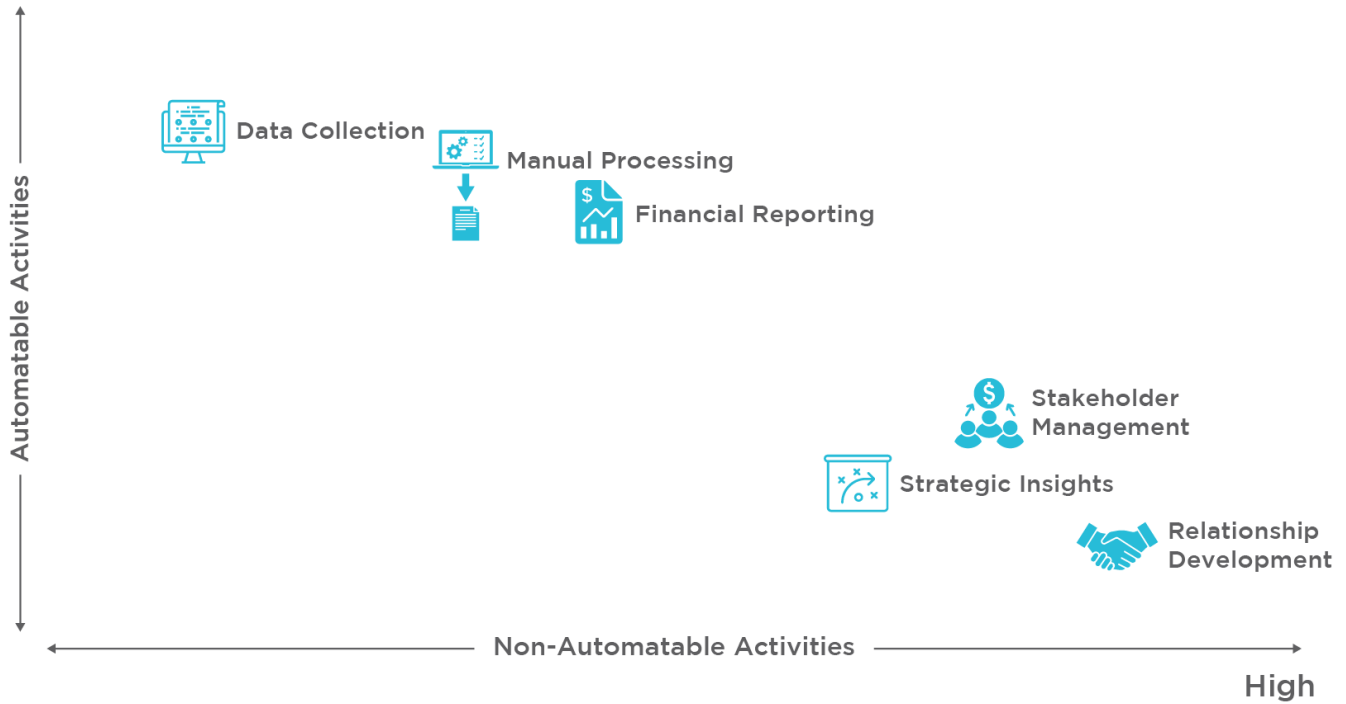 Data Collection
Manual Processing
$
Financial Reporting
Automatable Activities
$
Stakeholder
Management
Strategic Insights
Relationship
Development
Non-Automatable Activities
High